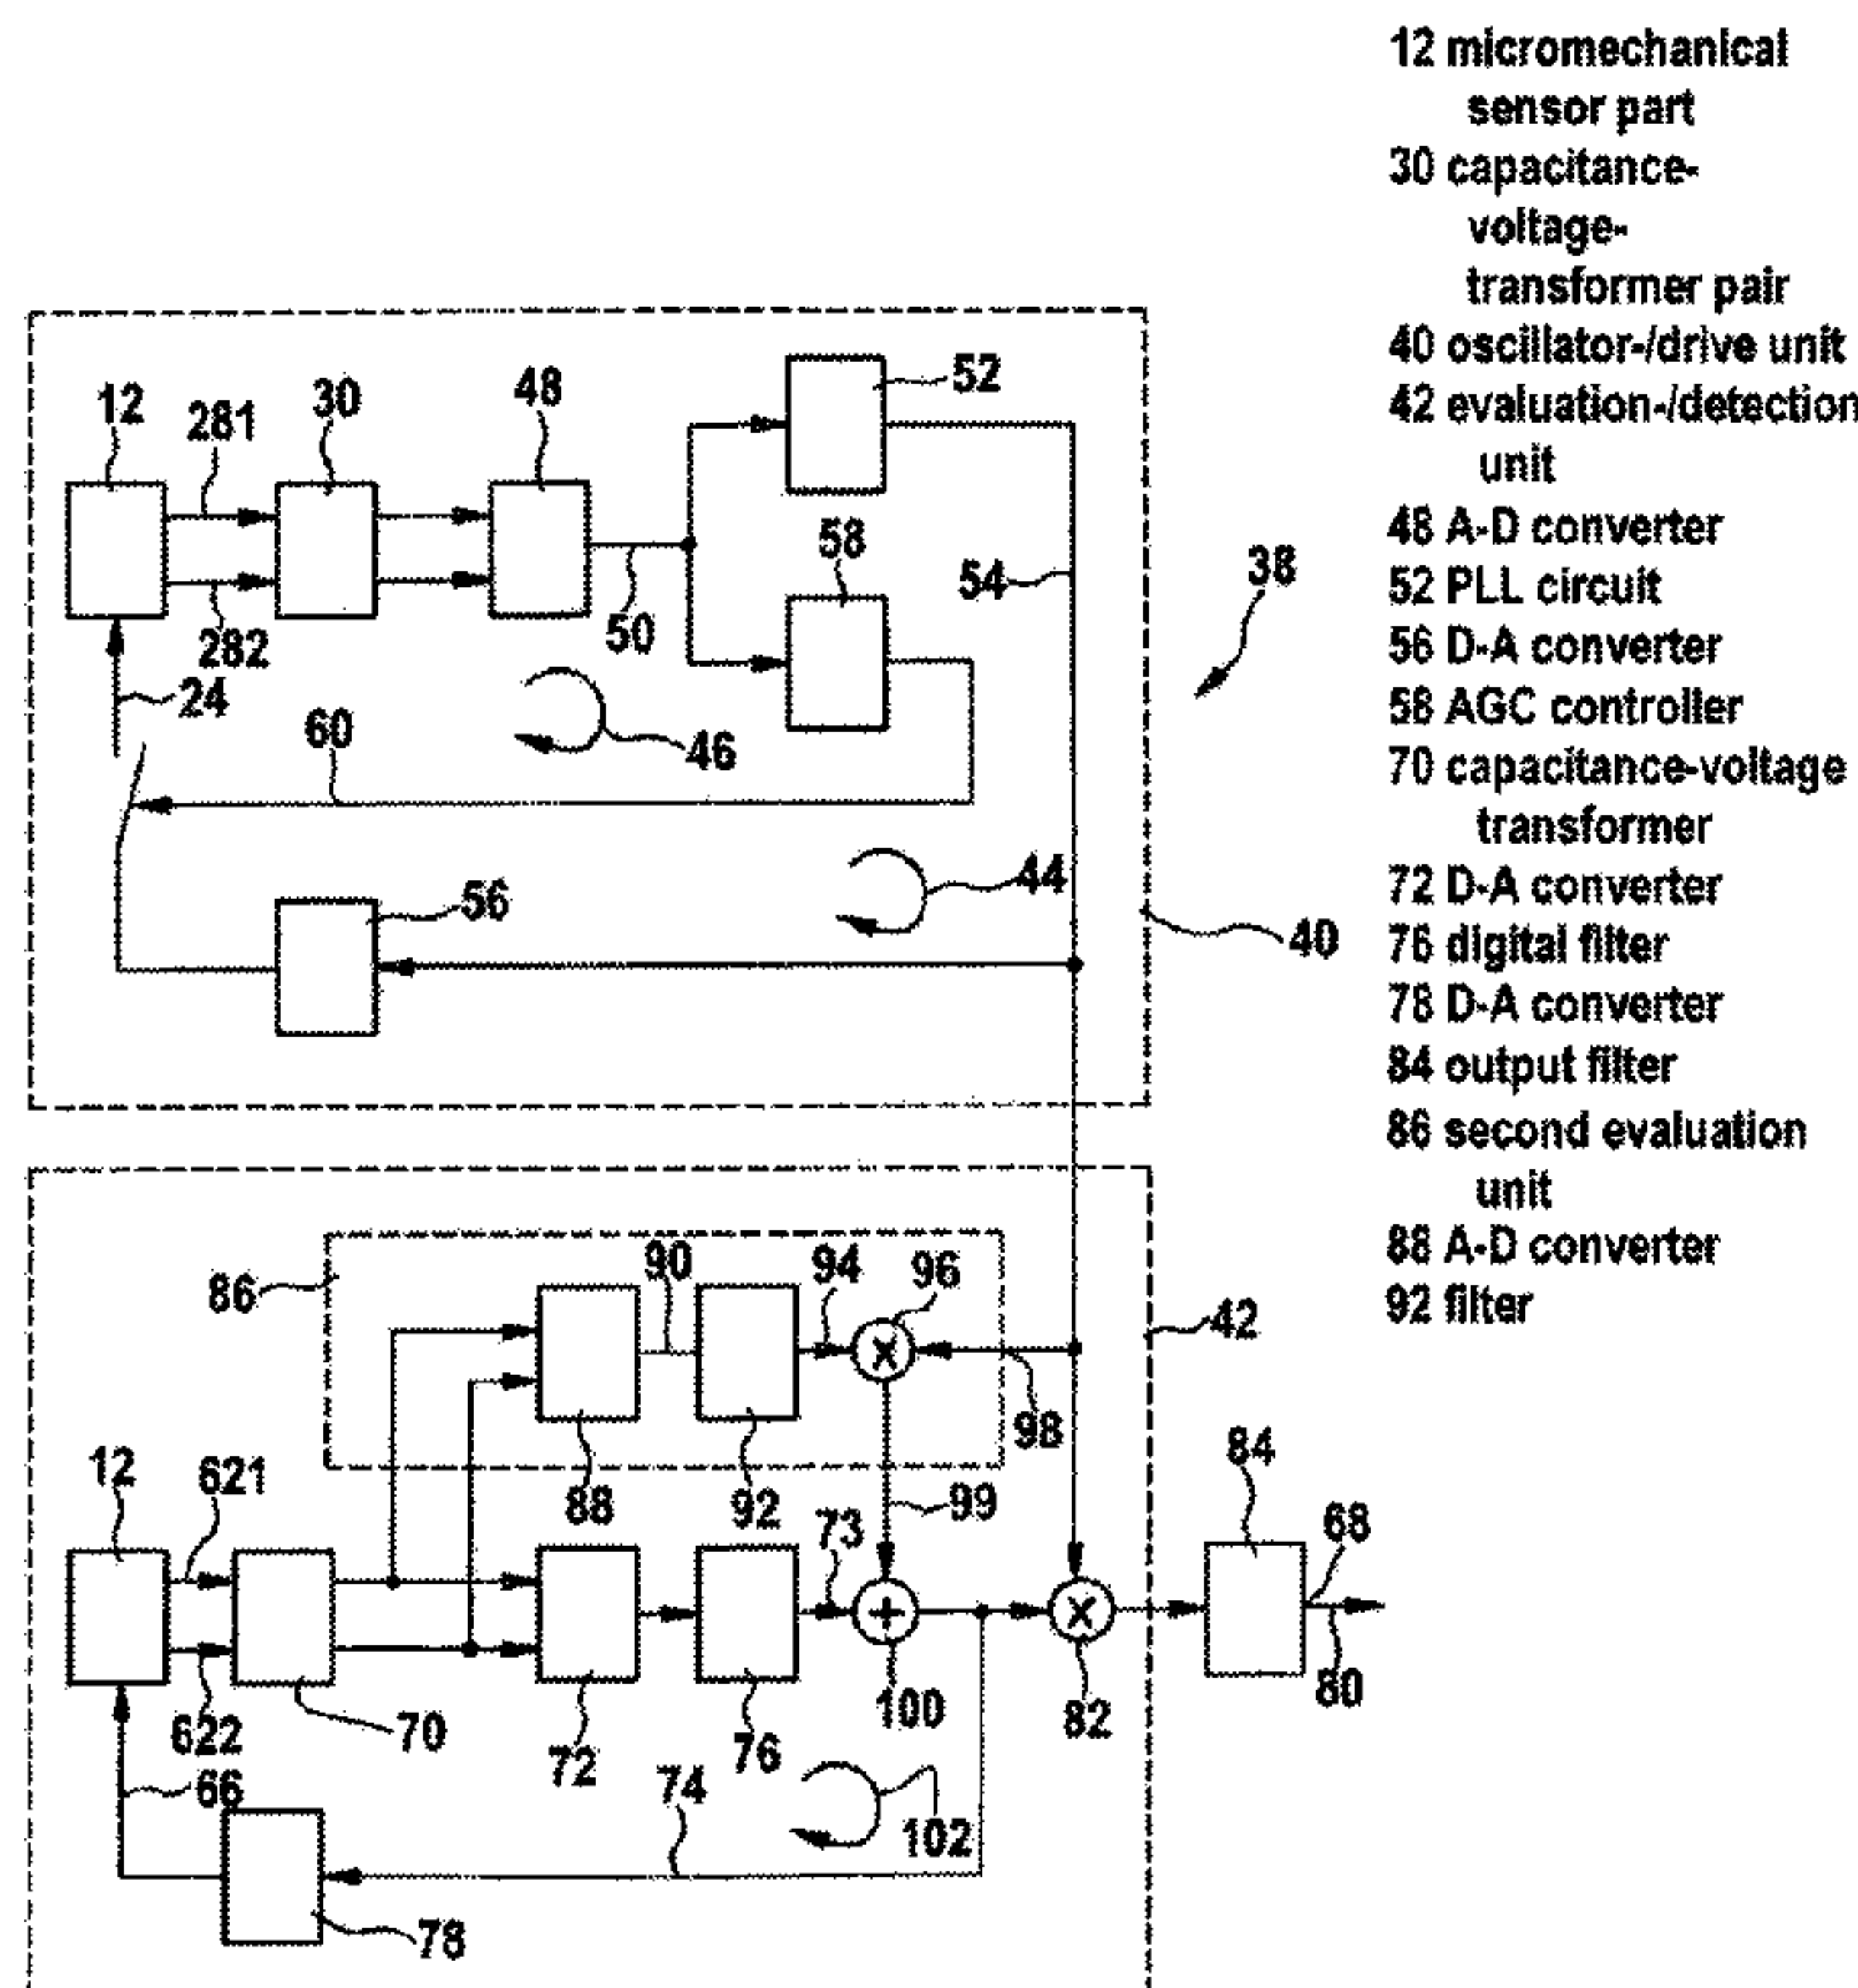 12 micromechanical
sensor part
30 capacitance-
voltage-
transformer pair
40 oscillator-/drive unit
42 evaluation-/detection
unit
48 A-D converter
52 PLL circuit
56 D-A converter
58 AGC controller
70 capacitance-voltage
transformer
72 D-A converter
76 digital filter
78 D-A converter
84 output filter
86 second evaluation
unit
88 A-D converter
92 filter
12
281
30
48
52
282
24
50
58
54
38
60
46
44
56
40
86
90
94
96
42
98
12
621
88
92
99
73
84
68
80
622
70
72
76
100
82
66
74
102
78
X
+
X